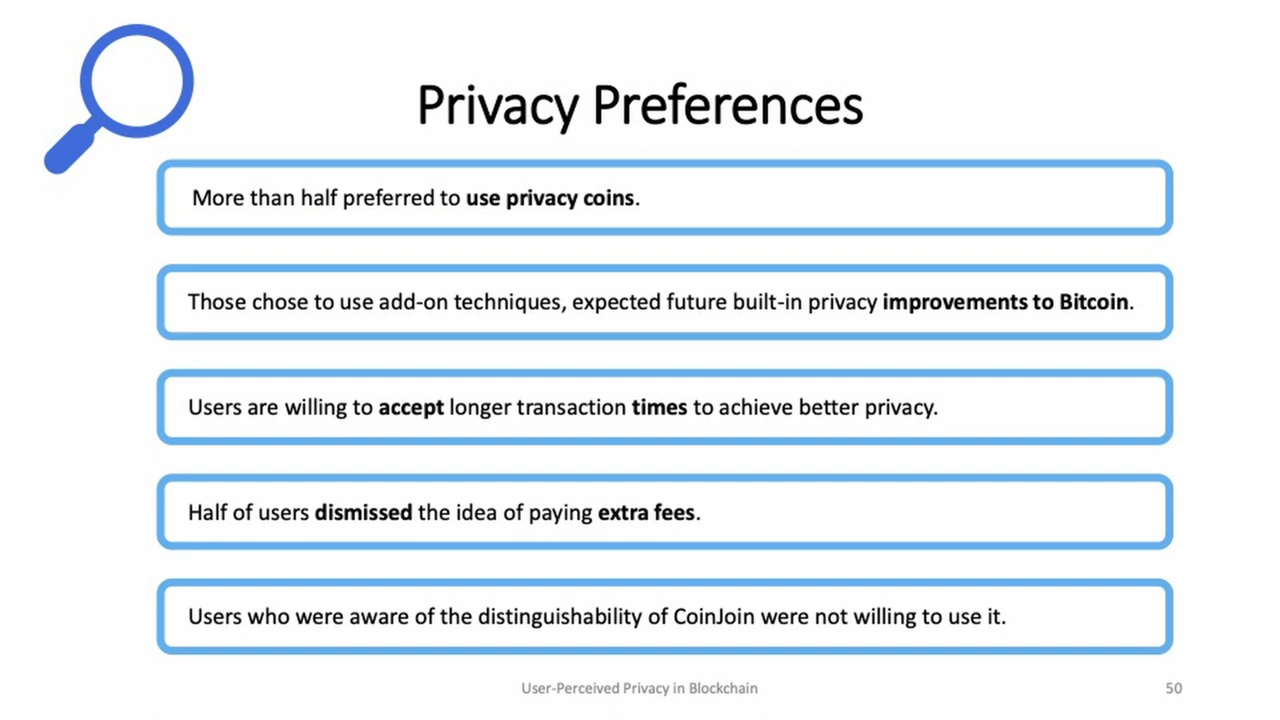 Privacy Preferences
More than half preferred to use privacy coins.
Those chose to use add-on techniques, expected future built-in privacy improvements to Bitcoin.
Users are willing to accept longer transaction times to achieve better privacy.
Half of users dismissed the idea of paying extra fees.
Users who were aware of the distinguishability of CoinJoin were not willing to use it.
User-Perceived Privacy in Blockchain
50